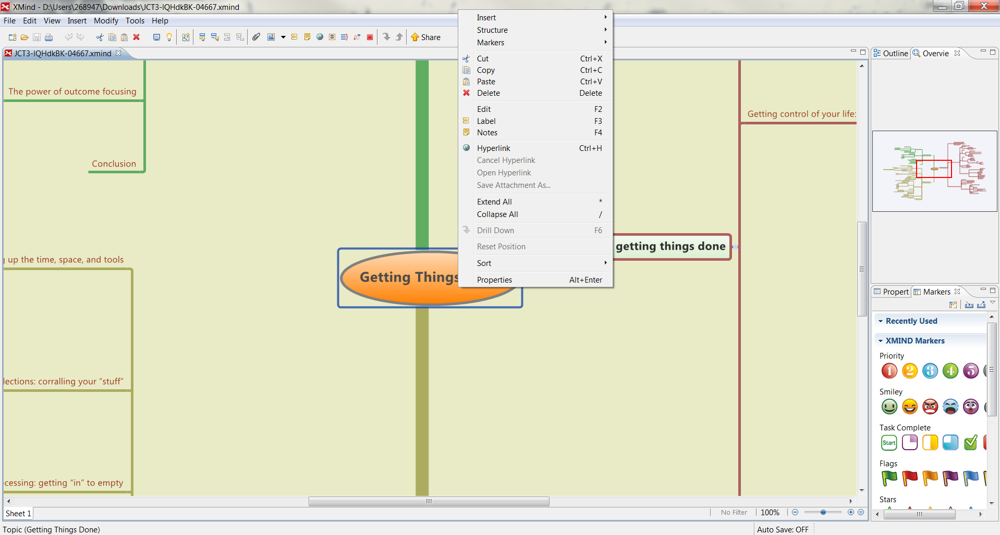 XMind - D:\Users\268947\Downloads\JCT3-IQHdkBK-04667.xmind
File Edit View Insert Modify Tools Help
Share
JCT3-IQHdkBK-04667.xmind
The power of outcome focusing
Conclusion
g up the time, space, and tools
lections: corralling your “stuff”
cessing: getting “in” to empty
Getting Things
getting things done
Getting control of your life:
Insert
Structure
Markers
Cut Ctrl+X
Copy Ctrl+C
Paste Ctrl+V
Delete Delete
Edit F2
Label F3
Notes F4
Hyperlink Ctrl+H
Cancel Hyperlink
Open Hyperlink
Save Attachment As...
Extend All *
Collapse All /
Drill Down F6
Reset Position
Sort
Properties Alt+Enter
Outline Overvie
Propert Markers
Recently Used
XMIND Markers
Priority
1 2 3 4 5
Smiley
Task Complete
Start
Flags
Stars
Sheet 1
No Filter 100%
Topic (Getting Things Done)
Auto Save: OFF